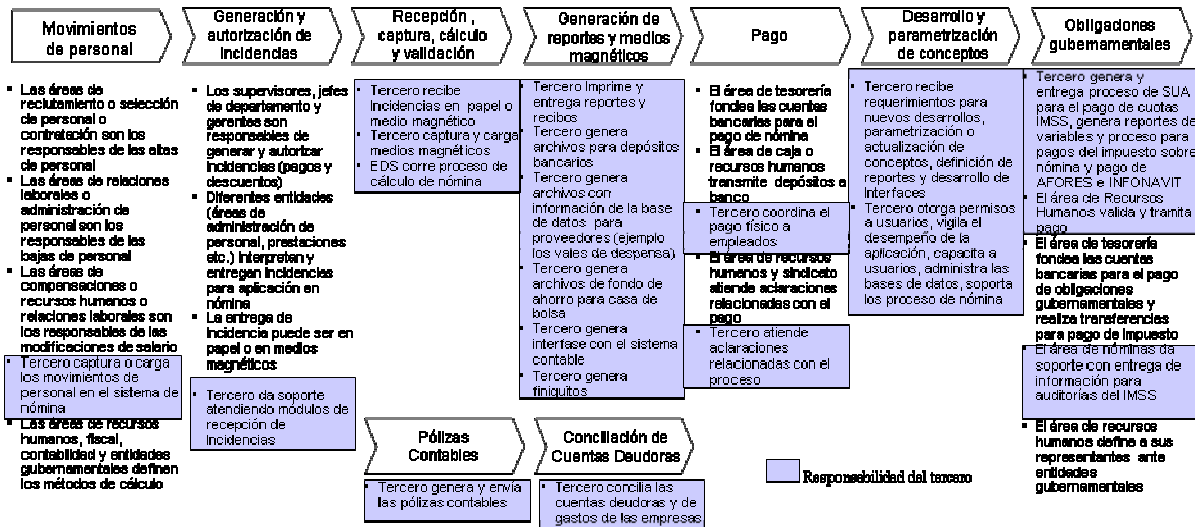 Movimientos
de personal
Generación y
autorización de
incidencias
Recepción ,
captura, cálculo
y validación
Generación de
reportes y medios
magnéticos
Pago
Desarrollo y
parametrización
de conceptos
Obligaciones
gubernamentales
▪ Las áreas de
reclutamiento o selección
de personal o
contratación son los
responsables de las altas
de personal
▪ Las áreas de relaciones
laborales o
administración de
personal son los
responsables de las
bajas de personal
▪ Las áreas de
compensaciones o
recursos humanos o
relaciones laborales son
los responsables de las
modificaciones de salario
▪ Tercero captura o carga
los movimientos de
personal en el sistema de
nómina
▪ Las áreas de recursos
humanos, fiscal,
contabilidad y entidades
gubernamentales definen
los métodos de cálculo
▪ Los supervisores, jefes
de departamento y
gerentes son
responsables de
generar y autorizar
incidencias (pagos y
descuentos)
▪ Diferentes entidades
(áreas de
administración de
personal, prestaciones
etc.) Interpretan y
entregan incidencias
para aplicación en
nómina
▪ La entrega de
Incidencia puede ser en
papel o en medios
magnéticos
▪ Tercero da soporte
atendiendo módulos de
recepción de
Incidencias
▪ Tercero recibe
Incidencias en papel o
medio magnético
▪ Tercero captura y carga
medios magnéticos
▪ EDS corre proceso de
cálculo de nómina
▪ Tercero Imprime y
entrega reportes y
recibos
▪ Tercero genera
archivos para depósitos
bancarios
▪ Tercero genera
archivos con
información de la base
de datos para
proveedores (ejemplo
los vales de despensa)
▪ Tercero genera
archivos de fondo de
ahorro para casa de
bolsa
▪ Tercero genera
interfase con el sistema
contable
▪ Tercero genera
finiquitos
▪ El área de tesorería
fondea las cuentas
bancarias para el
pago de nómina
▪ El área de caja o
recursos humanos
transmite depósitos a
banco
▪ Tercero coordina el
pago físico a
empleados
▪ El área de recursos
humanos y sindicato
atiende aclaraciones
relacionadas con el
pago
▪ Tercero atiende
aclaraciones
relacionadas con el
proceso
▪ Tercero recibe
requerimientos para
nuevos desarrollos,
parametrización o
actualización de
conceptos, definición de
reportes y desarrollo de
Interfaces
▪ Tercero otorga permisos
a usuarios, vigila el
desempeño de la
aplicación, capacita a
usuarios, administra las
bases de datos, soporta
los proceso de nómina
▪ Tercero genera y
entrega proceso de SUA
para el pago de cuotas
IMSS, genera reportes de
variables y proceso para
pagos del impuesto sobre
nómina y pago de
AFORES e INFONAVIT
▪ El área de Recursos
Humanos valida y tramita
pago
▪ El área de tesorería
fondea las cuentas
bancarias para el pago
de obligaciones
gubernamentales y
realiza transferencias
para pago de Impuesto
▪ El área de nóminas da
soporte con entrega de
información para
auditorías del IMSS
▪ El área de recursos
humanos define a sus
representantes ante
entidades
gubernamentales
Pólizas
Contables
▪ Tercero genera y envía
las pólizas contables
Conciliación de
Cuentas Deudoras
▪ Tercero concilia las
cuentas deudoras y de
gastos de las empresas
Responsabilidad del tercero